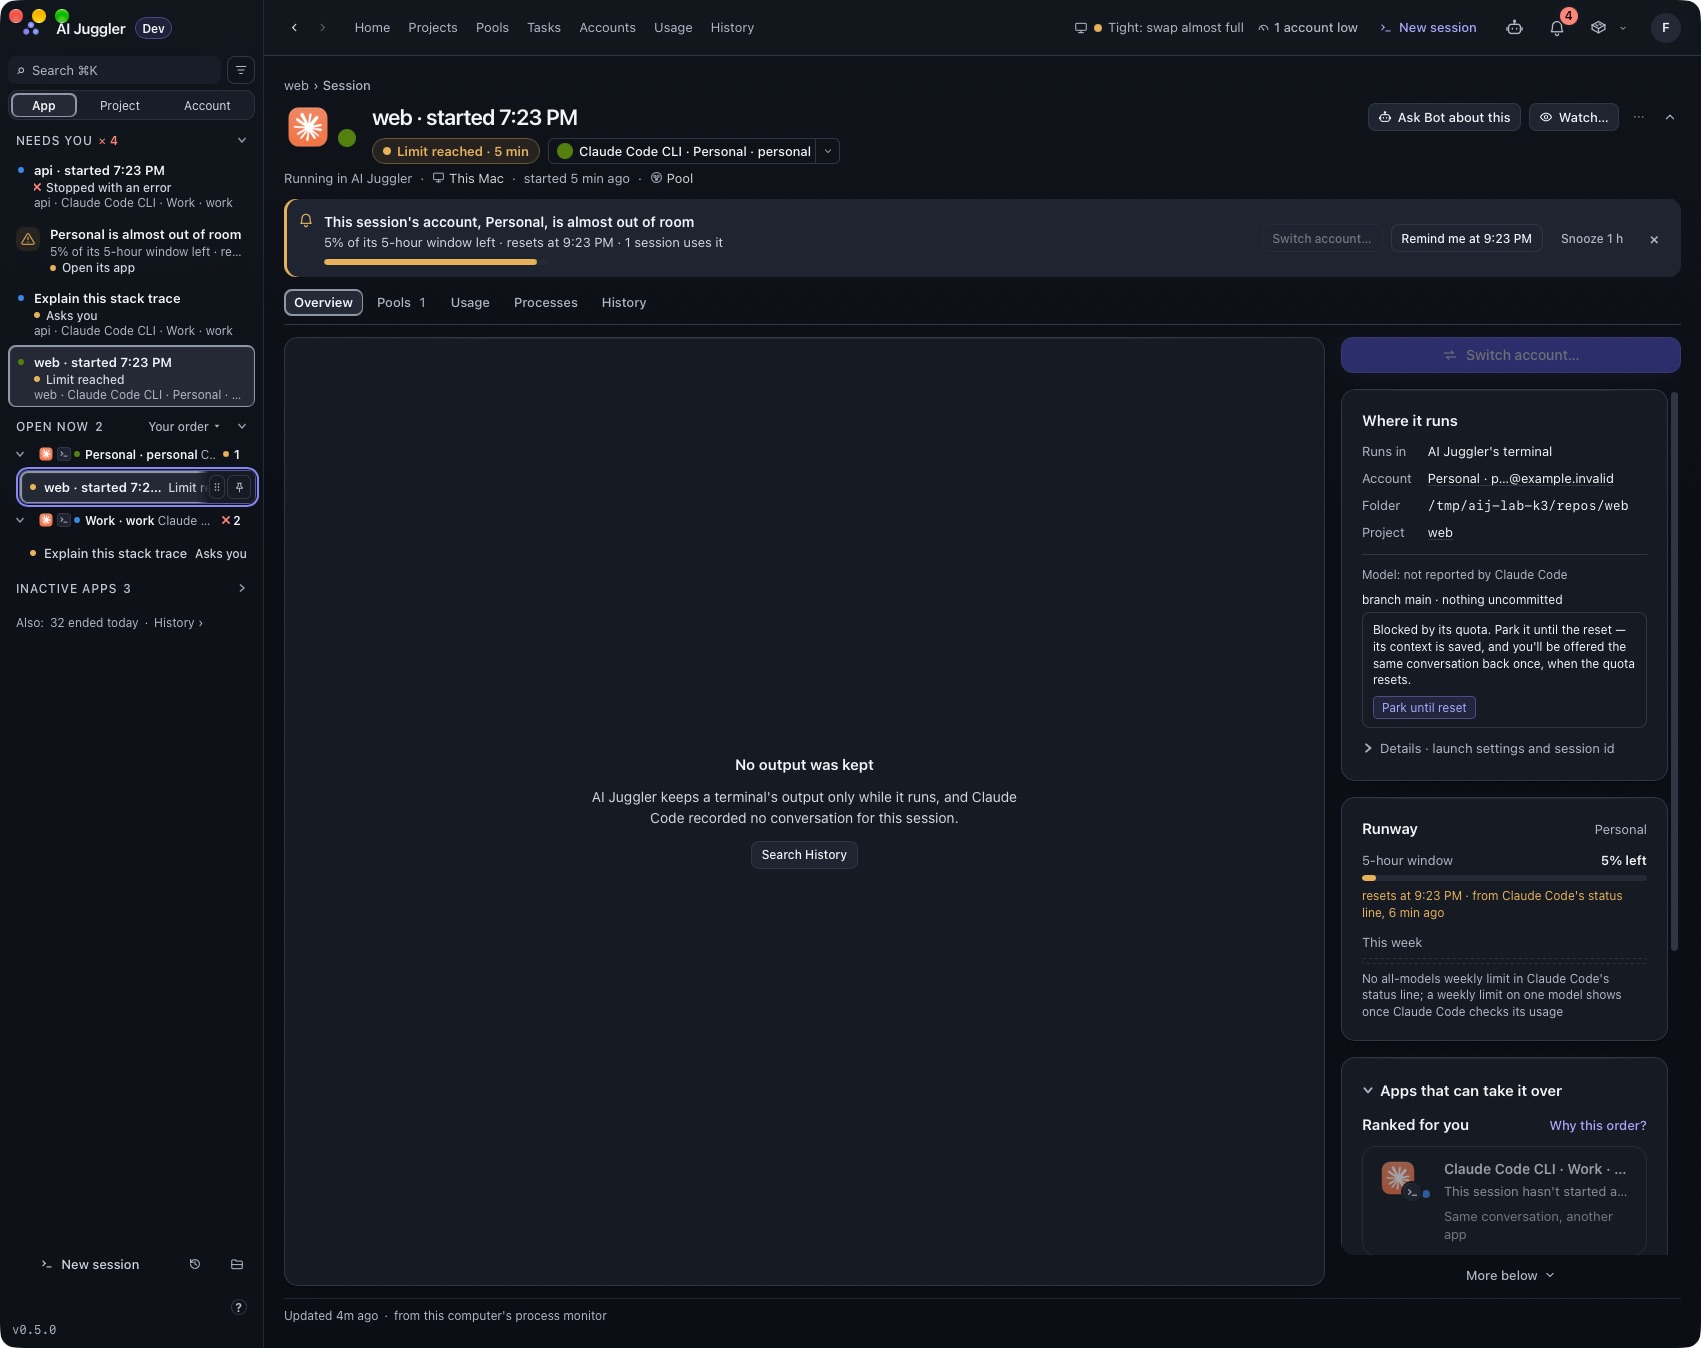 AI Juggler Dev
Search ⌘K
App Project Account
NEEDS YOU × 4
api · started 7:23 PM
× Stopped with an error
api · Claude Code CLI · Work · work
Personal is almost out of room
5% of its 5-hour window left · re...
Open its app
Explain this stack trace
Asks you
api · Claude Code CLI · Work · work
web · started 7:23 PM
Limit reached
web · Claude Code CLI · Personal · ...
OPEN NOW 2 Your order
Personal · personal C.. 1
web · started 7:2... Limit r
Work · work Claude ... × 2
Explain this stack trace Asks you
INACTIVE APPS 3
Also: 32 ended today · History ›
New session
?
v0.5.0
‹ › Home Projects Pools Tasks Accounts Usage History
Tight: swap almost full 1 account low New session 4 F
web › Session
web · started 7:23 PM
Limit reached · 5 min Claude Code CLI · Personal · personal
Ask Bot about this Watch... ...
Running in AI Juggler · This Mac · started 5 min ago · Pool
This session's account, Personal, is almost out of room
5% of its 5-hour window left · resets at 9:23 PM · 1 session uses it
Switch account... Remind me at 9:23 PM Snooze 1 h ×
Overview Pools 1 Usage Processes History
No output was kept
AI Juggler keeps a terminal's output only while it runs, and Claude
Code recorded no conversation for this session.
Search History
Switch account...
Where it runs
Runs in AI Juggler's terminal
Account Personal · p...@example.invalid
Folder /tmp/aij-lab-k3/repos/web
Project web
Model: not reported by Claude Code
branch main · nothing uncommitted
Blocked by its quota. Park it until the reset —
its context is saved, and you'll be offered the
same conversation back once, when the quota
resets.
Park until reset
Details · launch settings and session id
Runway Personal
5-hour window 5% left
resets at 9:23 PM · from Claude Code's status
line, 6 min ago
This week
No all-models weekly limit in Claude Code's
status line; a weekly limit on one model shows
once Claude Code checks its usage
Apps that can take it over
Ranked for you Why this order?
Claude Code CLI · Work · ...
This session hasn't started a...
Same conversation, another
app
More below
Updated 4m ago · from this computer's process monitor